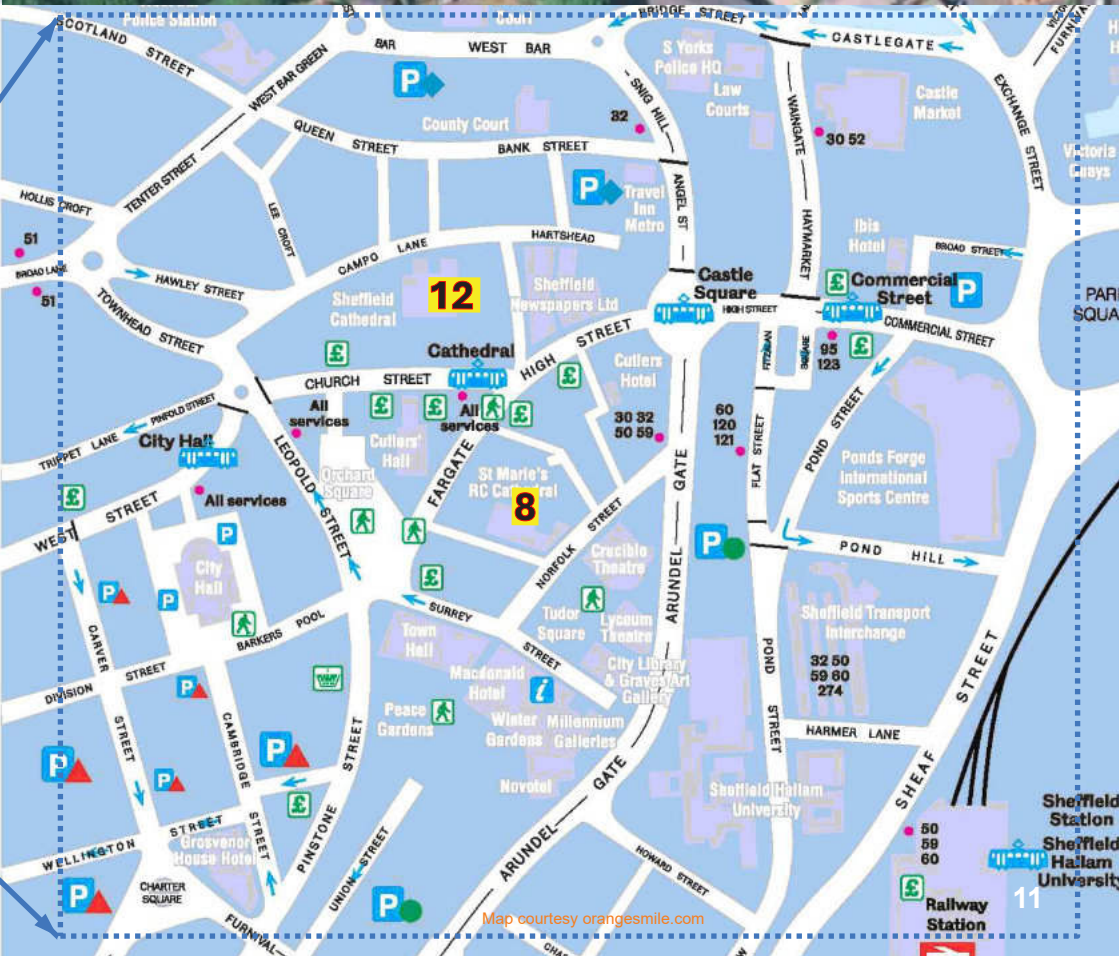 Police Station
COURT
BRIDGE STREET
SCOTLAND STREET
BAR
WEST BAR
CASTLEGATE
FURNIVAL
S Yorks
Police HQ
WEST BAR GREEN
P
SNIG HILL
Law
Courts
WAINGATE
Castle
Market
EXCHANGE STREET
County Court
32
30 52
QUEEN STREET
BANK STREET
Victoria
Quays
TENTER STREET
HOLLIS CROFT
P
Travel
Inn
Metro
ANGEL ST
LEE CROFT
HAYMARKET
Ibis
Hotel
51
CAMPO LANE
HARTSHEAD
BROAD STREET
BROAD LANE
HAWLEY STREET
51
Castle
Square
Commercial
Street
£
P
TOWNHEAD STREET
Sheffield
Cathedral
12
Sheffield
Newspapers Ltd
HIGH STREET
COMMERCIAL STREET
PARK
SQUARE
HIGH STREET
FITZALAN
SQUARE
95
123
£
£
Cathedral
CHURCH STREET
£
Cutlers
Hotel
PINFOLD STREET
TRIPPET LANE
All
services
£
£
All
services
£
30 32
50 59
60
120
121
FLAT STREET
POND STREET
City Hall
Cutlers'
Hall
LEOPOLD STREET
Orchard
Square
FARGATE
St Marie's
RC Cathedral
8
Ponds Forge
International
Sports Centre
£
All services
WEST STREET
P
NORFOLK STREET
ARUNDEL GATE
P
POND HILL
City
Hall
Crucible
Theatre
£
P
P
CARVER STREET
SURREY STREET
Tudor
Square
Lyceum
Theatre
Sheffield Transport
Interchange
BARKERS POOL
Town
Hall
City Library
& Graves Art
Gallery
32 50
59 60
274
DIVISION STREET
P
Macdonald
Hotel
i
POND STREET
CAMBRIDGE STREET
Peace
Gardens
Winter
Gardens
Millennium
Galleries
HARMER LANE
SHEAF STREET
P
P
P
Novotel
ARUNDEL GATE
Sheffield Hallam
University
£
PINSTONE STREET
WELLINGTON STREET
Grosvenor
House Hotel
UNION STREET
HOWARD STREET
50
59
60
Sheffield
Station
Sheffield
Hallam
University
CHARTER
SQUARE
P
P
£
11
Railway
Station
FURNIVAL
Map courtesy orangesmile.com